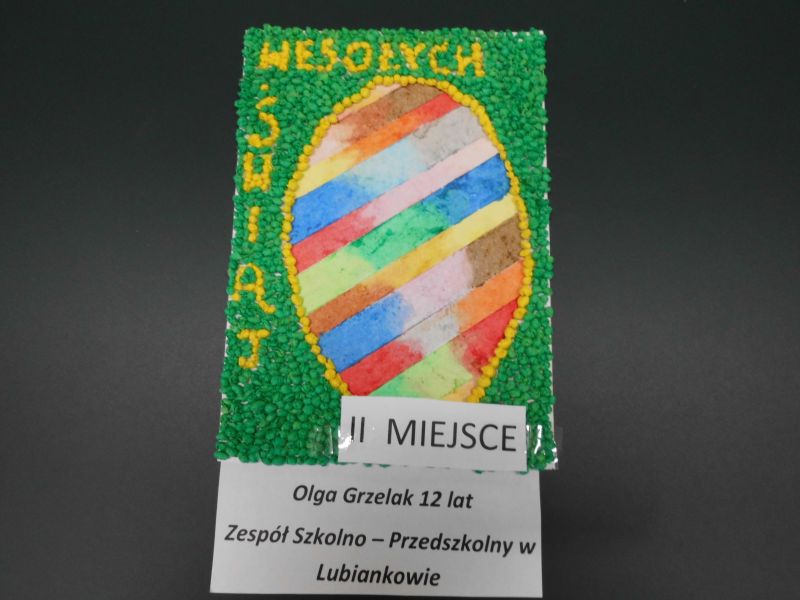 WESOŁYCH
ŚWIĄT
II MIEJSCE
Olga Grzelak 12 lat
Zespół Szkolno – Przedszkolny w
Lubiankowie